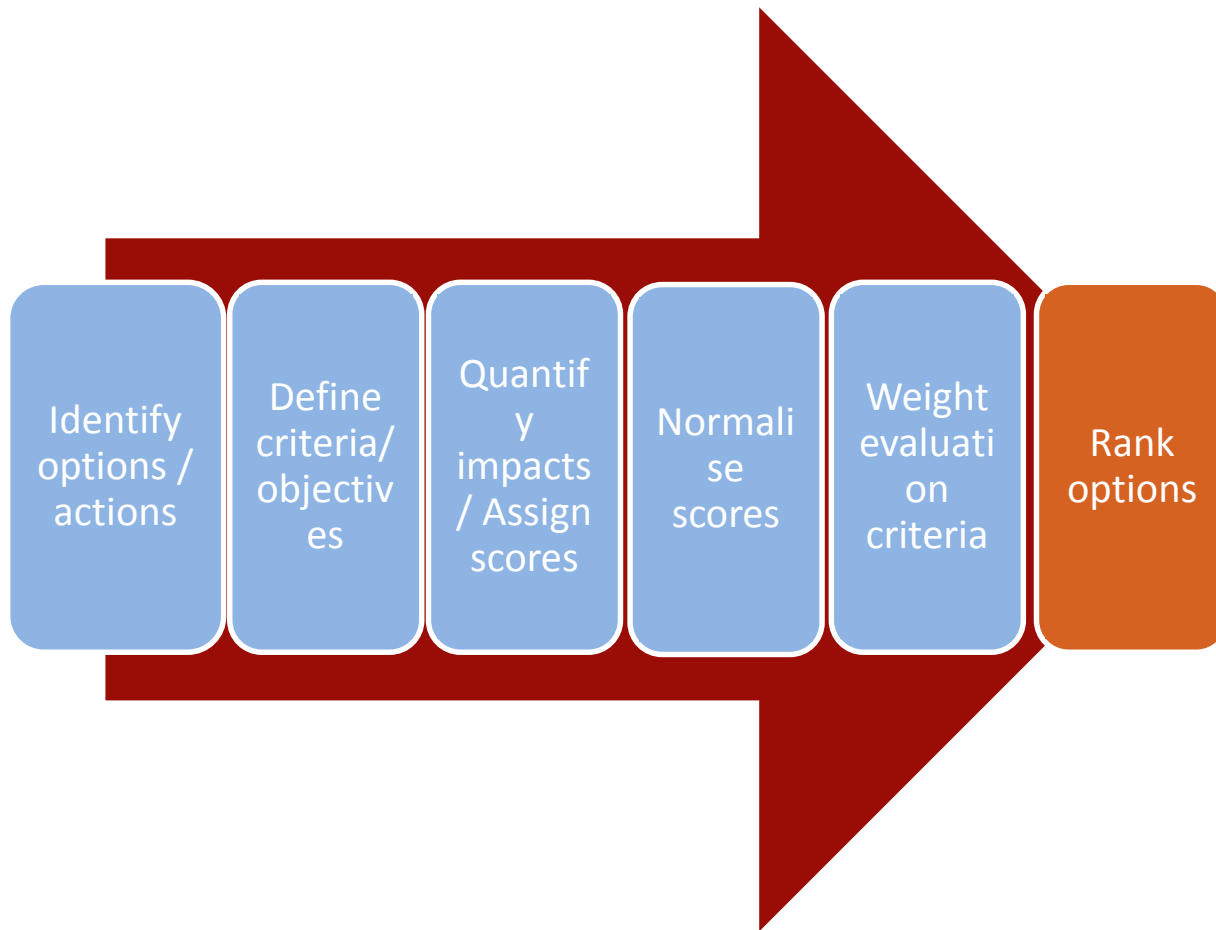 Identify
options /
actions
Define
criteria/
objectiv
es
Quantif
y
impacts
/ Assign
scores
Normali
se
scores
Weight
evaluati
on
criteria
Rank
options